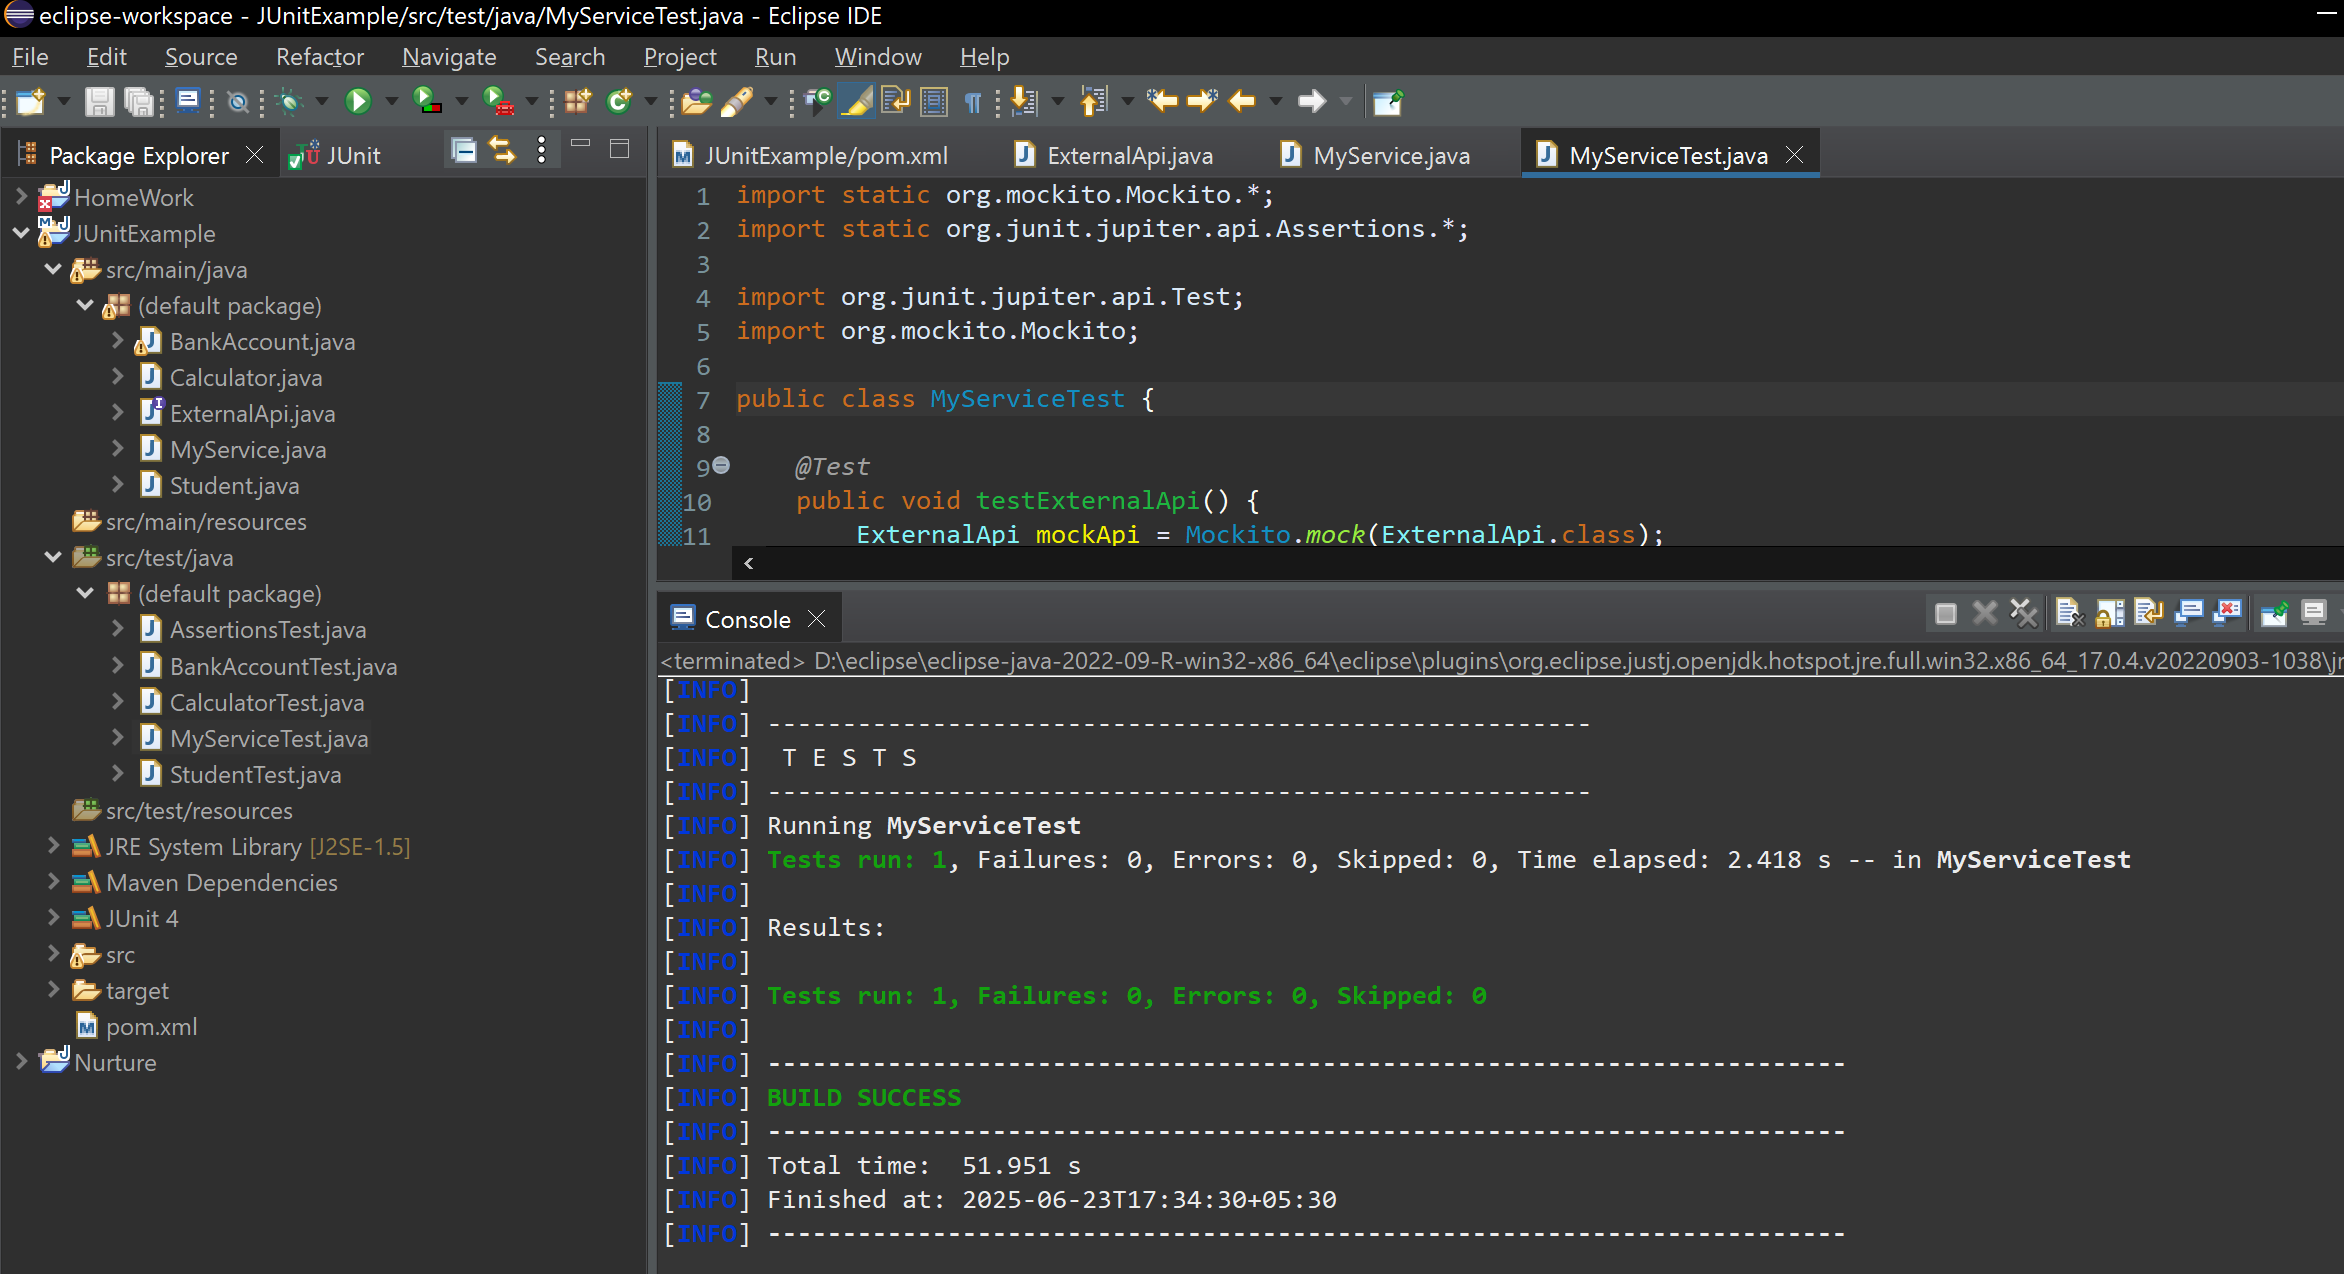 eclipse-workspace - JUnitExample/src/test/java/MyServiceTest.java - Eclipse IDE
File Edit Source Refactor Navigate Search Project Run Window Help
Package Explorer JUnit
HomeWork
JUnitExample
src/main/java
(default package)
BankAccount.java
Calculator.java
ExternalApi.java
MyService.java
Student.java
src/main/resources
src/test/java
(default package)
AssertionsTest.java
BankAccountTest.java
CalculatorTest.java
MyServiceTest.java
StudentTest.java
src/test/resources
JRE System Library [J2SE-1.5]
Maven Dependencies
JUnit 4
src
target
pom.xml
Nurture
JUnitExample/pom.xml ExternalApi.java MyService.java MyServiceTest.java
1 import static org.mockito.Mockito.*;
2 import static org.junit.jupiter.api.Assertions.*;
3
4 import org.junit.jupiter.api.Test;
5 import org.mockito.Mockito;
6
7 public class MyServiceTest {
8
9 @Test
10 public void testExternalApi() {
11 ExternalApi mockApi = Mockito.mock(ExternalApi.class);
Console
<terminated> D:\eclipse\eclipse-java-2022-09-R-win32-x86_64\eclipse\plugins\org.eclipse.justj.openjdk.hotspot.jre.full.win32.x86_64_17.0.4.v20220903-1038\jr
[INFO]
[INFO] -------------------------------------------------------
[INFO]  T E S T S
[INFO] -------------------------------------------------------
[INFO] Running MyServiceTest
[INFO] Tests run: 1, Failures: 0, Errors: 0, Skipped: 0, Time elapsed: 2.418 s -- in MyServiceTest
[INFO]
[INFO] Results:
[INFO]
[INFO] Tests run: 1, Failures: 0, Errors: 0, Skipped: 0
[INFO]
[INFO] ------------------------------------------------------------------------
[INFO] BUILD SUCCESS
[INFO] ------------------------------------------------------------------------
[INFO] Total time:  51.951 s
[INFO] Finished at: 2025-06-23T17:34:30+05:30
[INFO] ------------------------------------------------------------------------